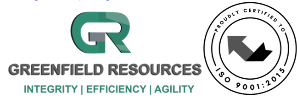 GR
GREENFIELD RESOURCES
INTEGRITY | EFFICIENCY | AGILITY
PROUDLY CERTIFIED TO
ISO 9001:2015